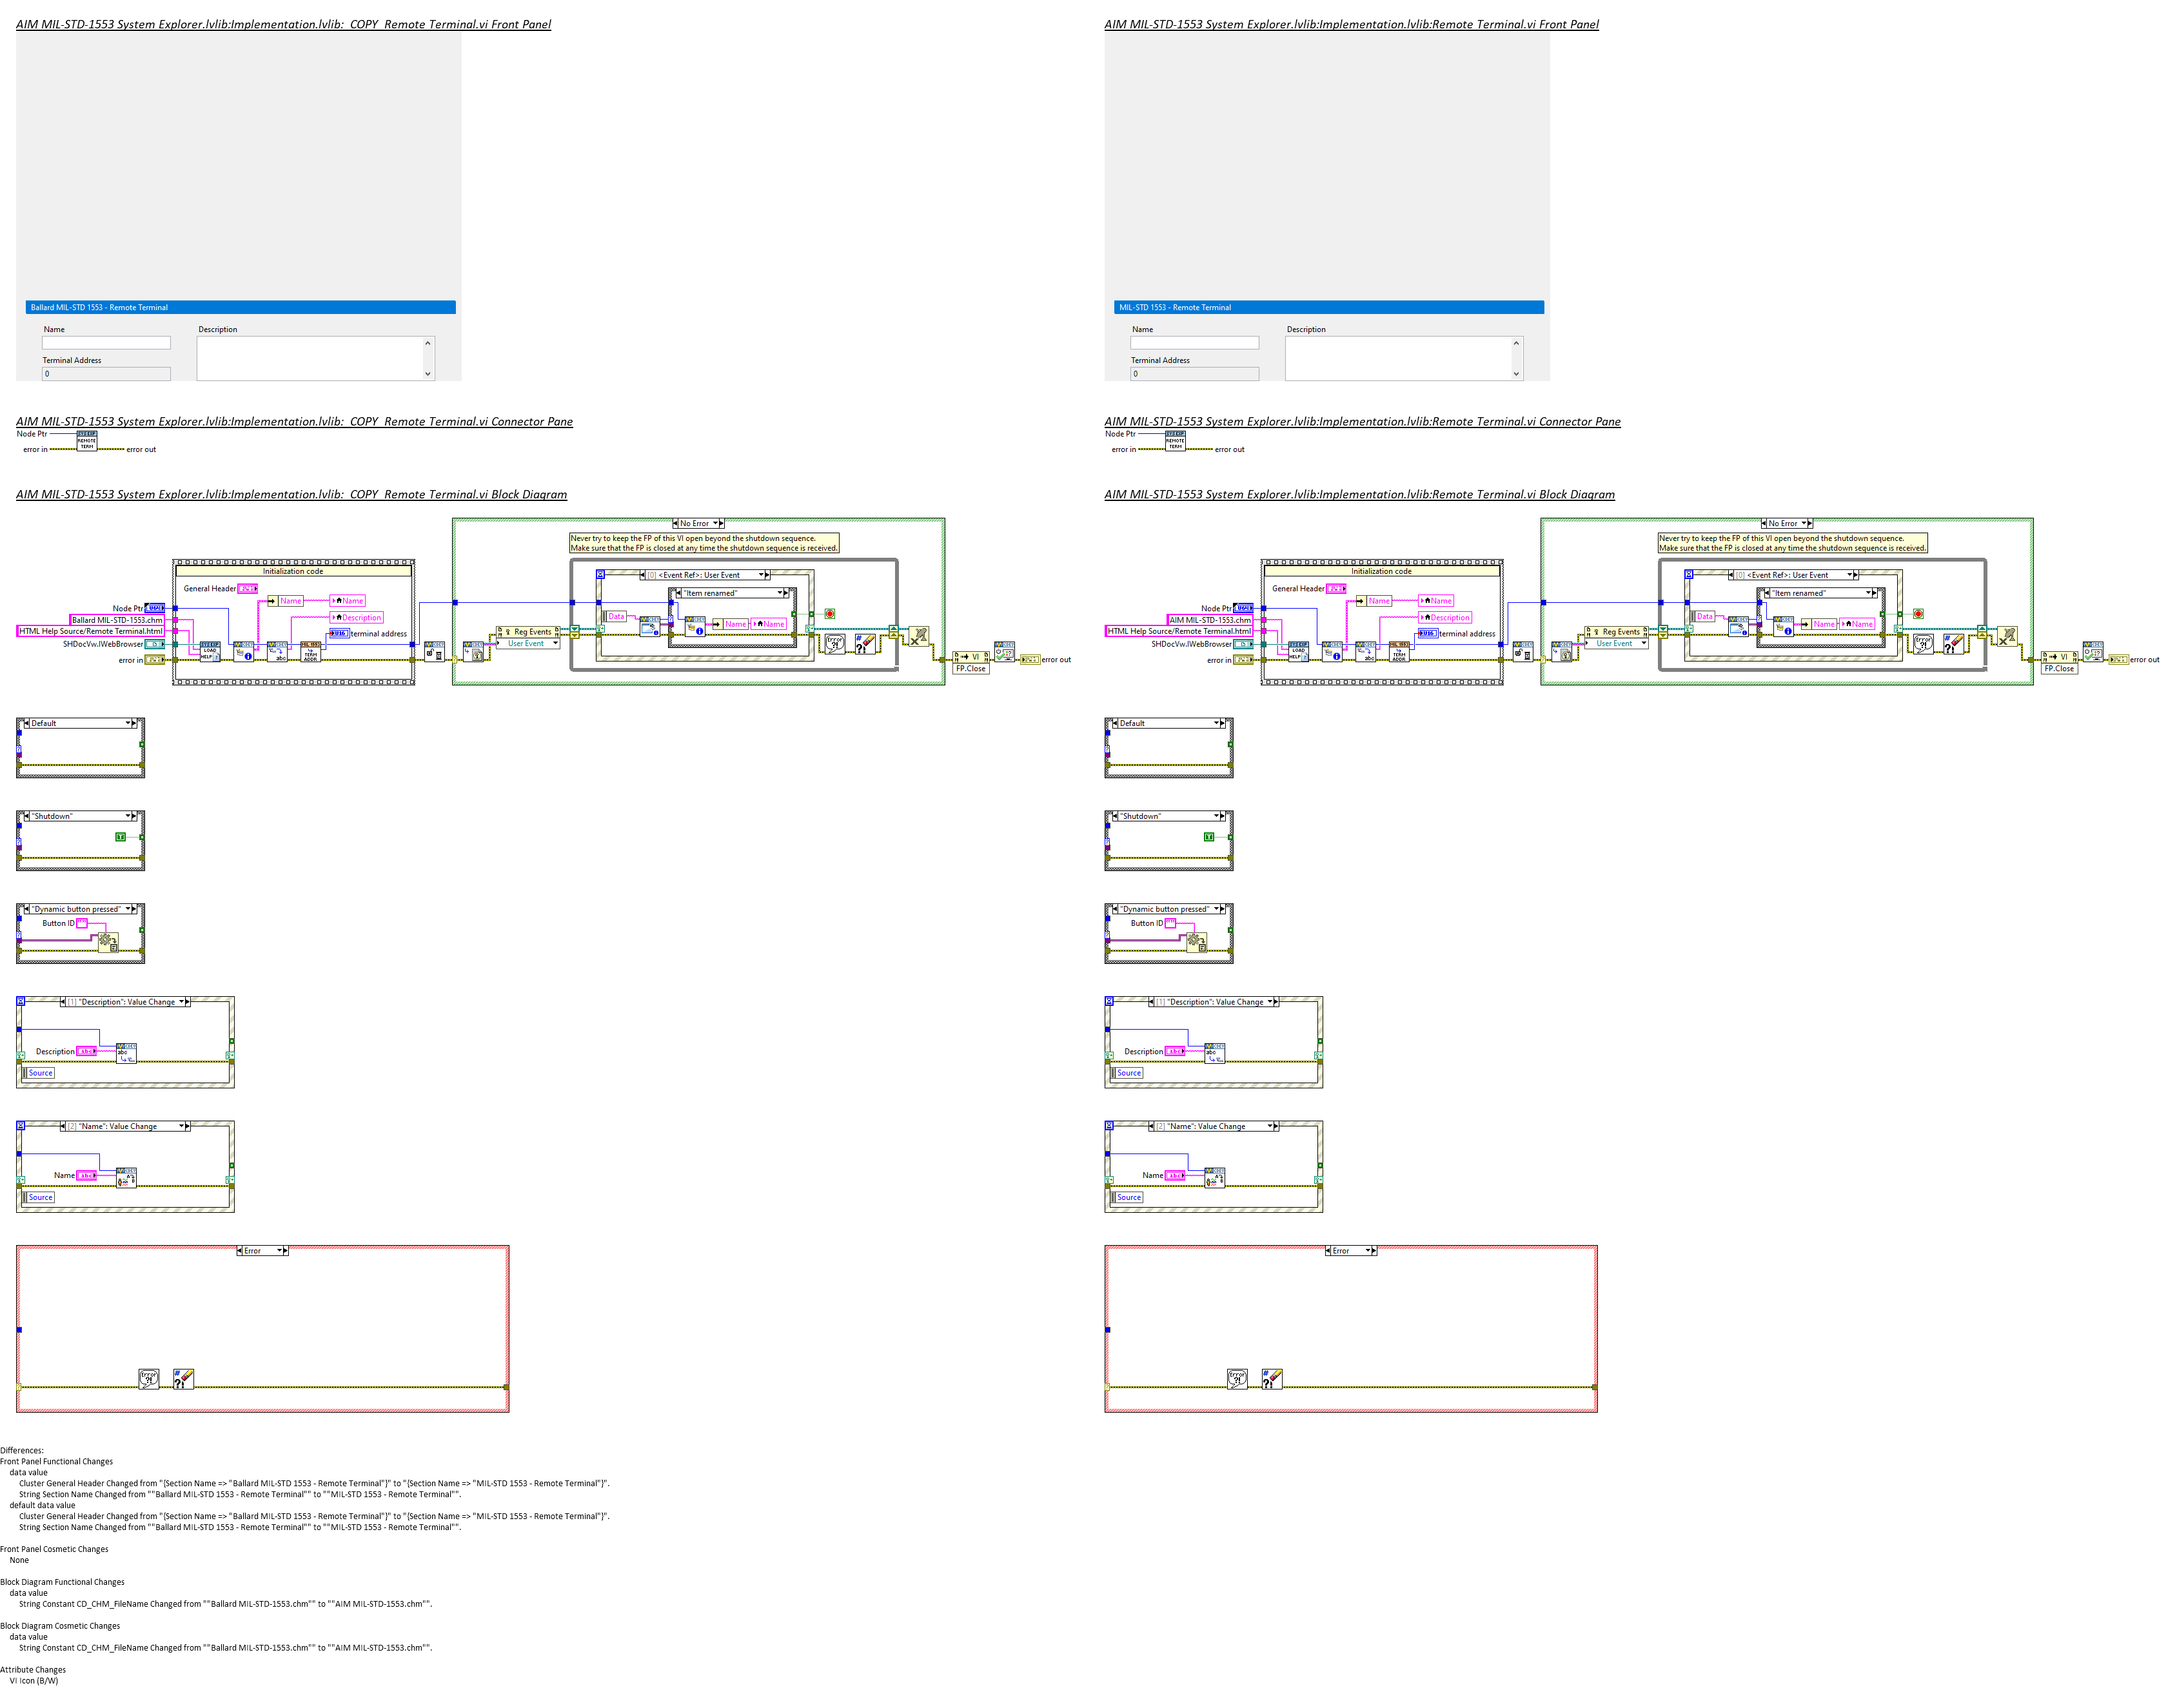 AIM MIL-STD-1553 System Explorer.lvlib:Implementation.lvlib:_COPY_Remote Terminal.vi Front Panel
Ballard MIL-STD 1553 - Remote Terminal
Name
Description
Terminal Address
0
AIM MIL-STD-1553 System Explorer.lvlib:Implementation.lvlib:_COPY_Remote Terminal.vi Connector Pane
Node Ptr
REMOTE
TERM
error in
error out
AIM MIL-STD-1553 System Explorer.lvlib:Implementation.lvlib:_COPY_Remote Terminal.vi Block Diagram
No Error
Never try to keep the FP of this VI open beyond the shutdown sequence.
Make sure that the FP is closed at any time the shutdown sequence is received.
Initialization code
[0] <Event Ref>: User Event
General Header
"Item renamed"
Name
Name
Node Ptr
Description
Data
Ballard MIL-STD-1553.chm
HTML Help Source/Remote Terminal.html
terminal address
Name
Name
Reg Events
User Event
SHDocVw.IWebBrowser
LOAD
HELP
abc
TERM
ADDR
error in
VI
FP.Close
error out
Default
"Shutdown"
"Dynamic button pressed"
Button ID
[1] "Description": Value Change
Description
abc
Source
[2] "Name": Value Change
Name
Source
Error
AIM MIL-STD-1553 System Explorer.lvlib:Implementation.lvlib:Remote Terminal.vi Front Panel
MIL-STD 1553 - Remote Terminal
Name
Description
Terminal Address
0
AIM MIL-STD-1553 System Explorer.lvlib:Implementation.lvlib:Remote Terminal.vi Connector Pane
Node Ptr
REMOTE
TERM
error in
error out
AIM MIL-STD-1553 System Explorer.lvlib:Implementation.lvlib:Remote Terminal.vi Block Diagram
No Error
Never try to keep the FP of this VI open beyond the shutdown sequence.
Make sure that the FP is closed at any time the shutdown sequence is received.
Initialization code
[0] <Event Ref>: User Event
General Header
"Item renamed"
Name
Name
Node Ptr
Description
Data
AIM MIL-STD-1553.chm
HTML Help Source/Remote Terminal.html
terminal address
Name
Name
Reg Events
User Event
SHDocVw.IWebBrowser
LOAD
HELP
abc
TERM
ADDR
error in
VI
FP.Close
error out
Default
"Shutdown"
"Dynamic button pressed"
Button ID
[1] "Description": Value Change
Description
abc
Source
[2] "Name": Value Change
Name
Source
Error
Differences:
Front Panel Functional Changes
data value
Cluster General Header Changed from "{Section Name => "Ballard MIL-STD 1553 - Remote Terminal"}" to "{Section Name => "MIL-STD 1553 - Remote Terminal"}".
String Section Name Changed from ""Ballard MIL-STD 1553 - Remote Terminal"" to ""MIL-STD 1553 - Remote Terminal"".
default data value
Cluster General Header Changed from "{Section Name => "Ballard MIL-STD 1553 - Remote Terminal"}" to "{Section Name => "MIL-STD 1553 - Remote Terminal"}".
String Section Name Changed from ""Ballard MIL-STD 1553 - Remote Terminal"" to ""MIL-STD 1553 - Remote Terminal"".
Front Panel Cosmetic Changes
None
Block Diagram Functional Changes
data value
String Constant CD_CHM_FileName Changed from ""Ballard MIL-STD-1553.chm"" to ""AIM MIL-STD-1553.chm"".
Block Diagram Cosmetic Changes
data value
String Constant CD_CHM_FileName Changed from ""Ballard MIL-STD-1553.chm"" to ""AIM MIL-STD-1553.chm"".
Attribute Changes
VI Icon (B/W)